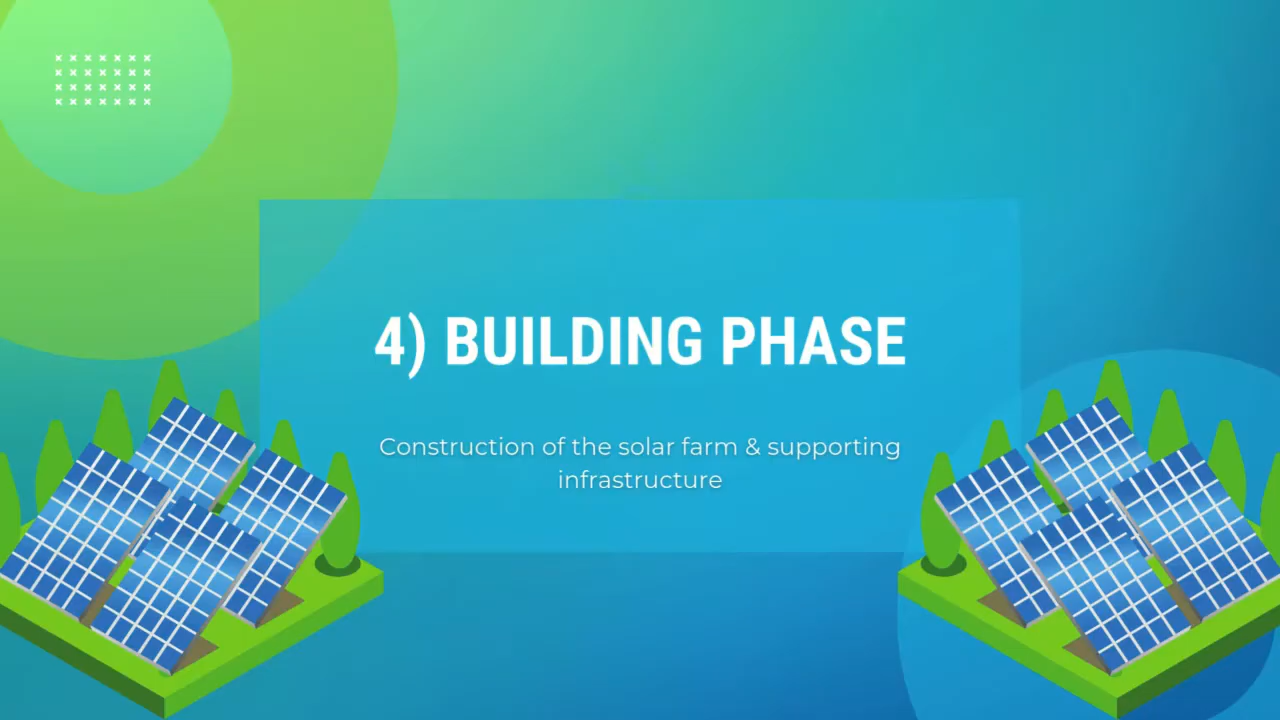 4) BUILDING PHASE
Construction of the solar farm & supporting
infrastructure